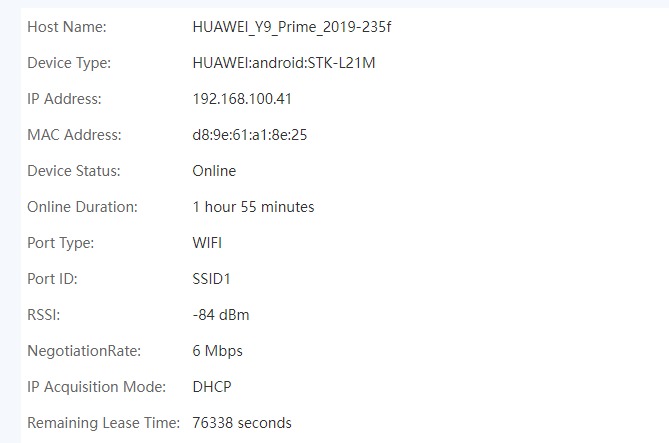 Host Name: HUAWEI_Y9_Prime_2019-235f
Device Type: HUAWEI:android:STK-L21M
IP Address: 192.168.100.41
MAC Address: d8:9e:61:a1:8e:25
Device Status: Online
Online Duration: 1 hour 55 minutes
Port Type: WIFI
Port ID: SSID1
RSSI: -84 dBm
NegotiationRate: 6 Mbps
IP Acquisition Mode: DHCP
Remaining Lease Time: 76338 seconds